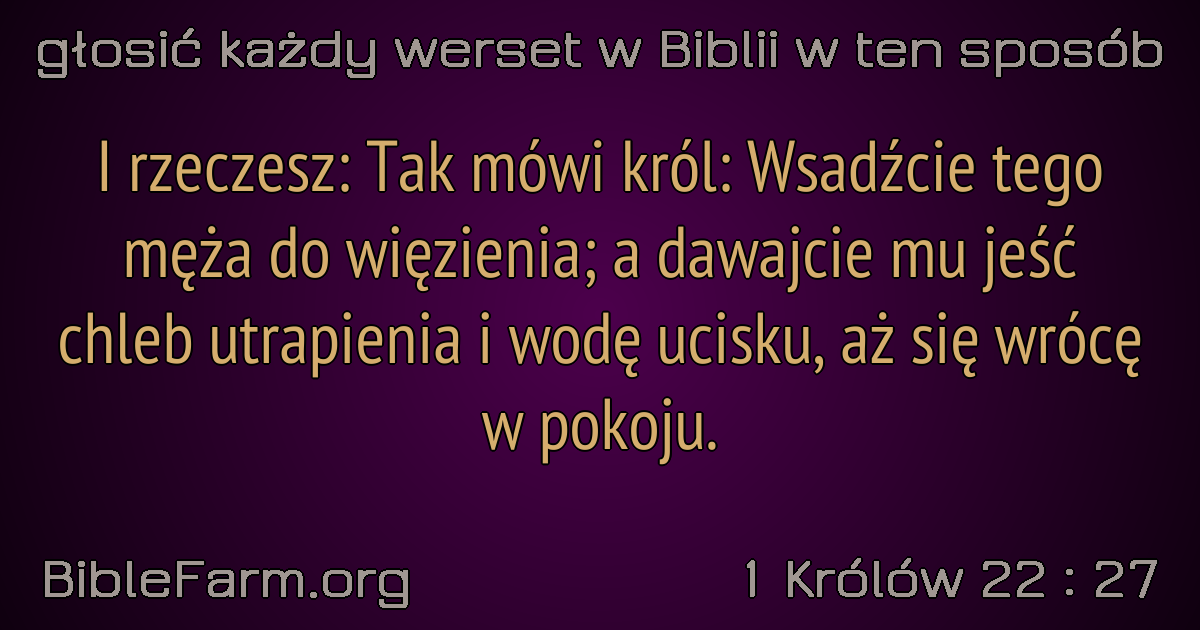 głosić każdy werset w Biblii w ten sposób
I rzeczesz: Tak mówi król: Wsadźcie tego
męża do więzienia; a dawajcie mu jeść
chleb utrapienia i wodę ucisku, aż się wrócę
w pokoju.
BibleFarm.org
1 Królów 22 : 27